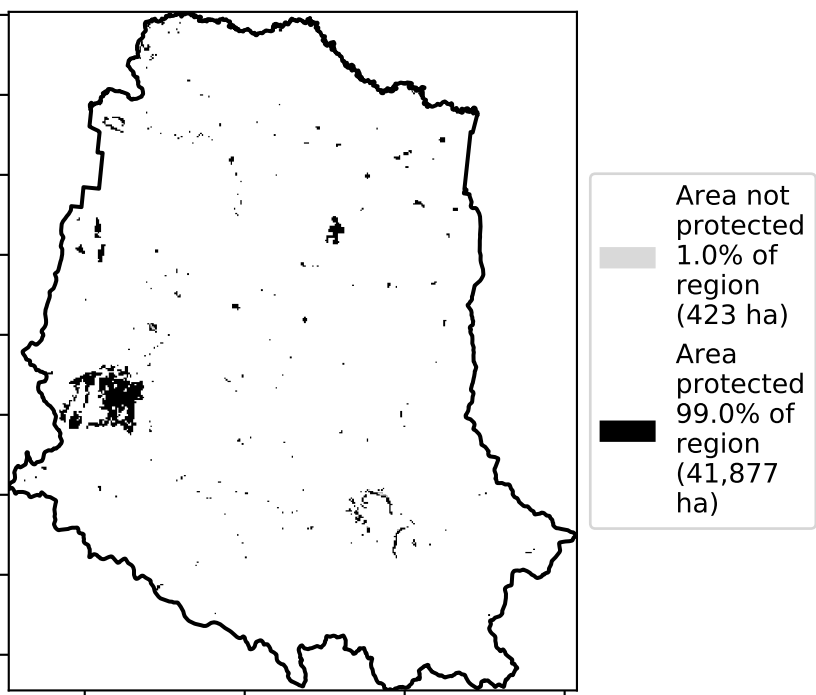 Area not
protected
1.0% of
region
(423 ha)
Area
protected
99.0% of
region
(41,877
ha)